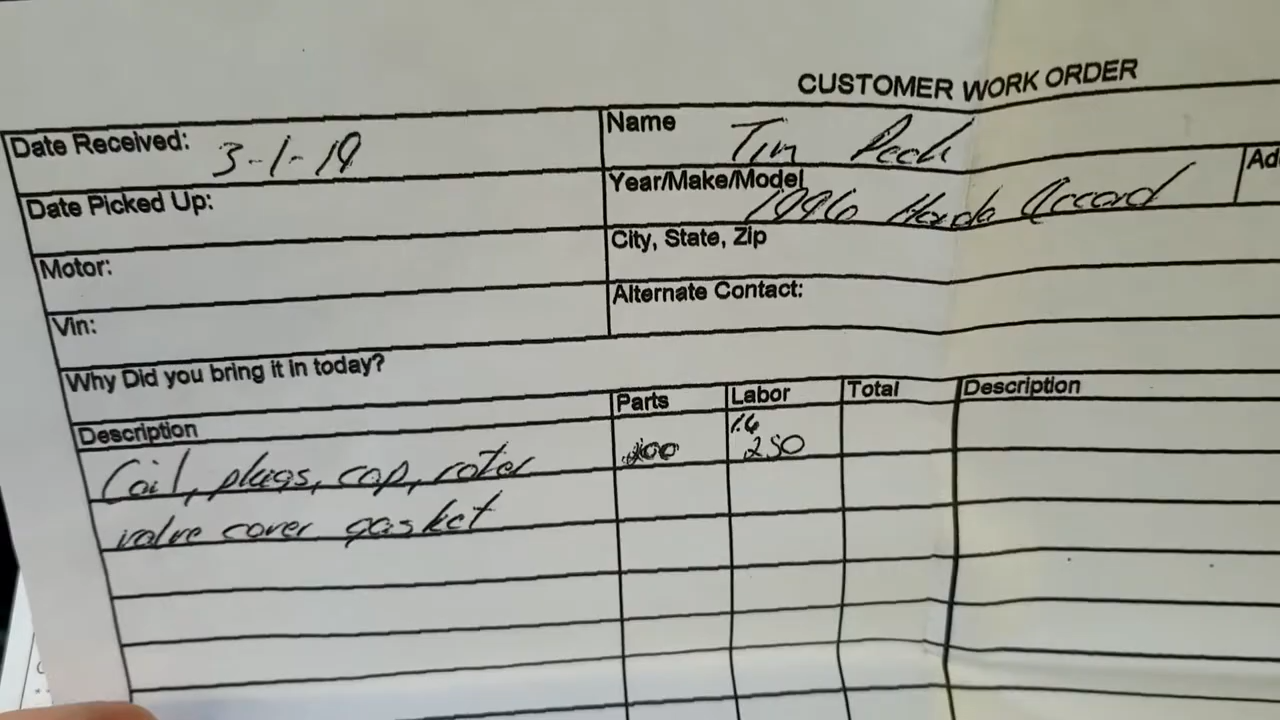 CUSTOMER WORK ORDER
Date Received: 3-1-19
Name Tim
Year/Make/Model 1996 Honda Accord
Ad
Date Picked Up:
City, State, Zip
Motor:
Alternate Contact:
Vin:
Why Did you bring it in today?
Description Parts Labor Total Description
1.6
Coil, plugs, cap, rotor 200 250
valve cover gasket